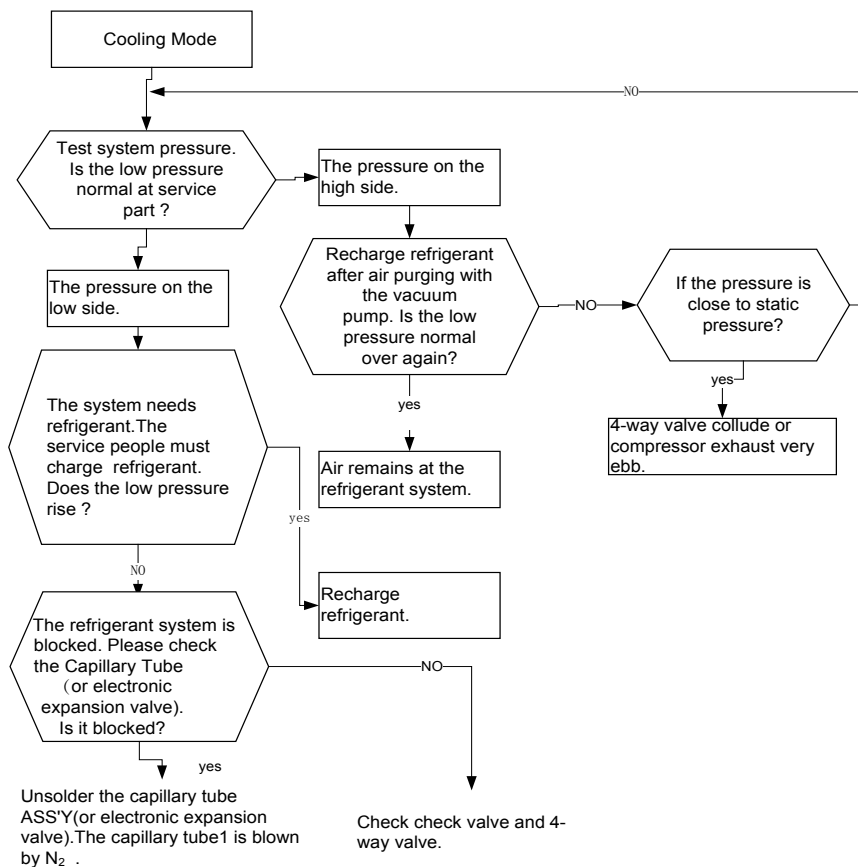 Cooling Mode
NO
Test system pressure.
Is the low pressure
normal at service
part ?
The pressure on the
high side.
The pressure on the
low side.
Recharge refrigerant
after air purging with
the vacuum
pump. Is the low
pressure normal
over again?
NO
If the pressure is
close to static
pressure?
yes
4-way valve collude or
compressor exhaust very
ebb.
yes
Air remains at the
refrigerant system.
The system needs
refrigerant.The
service people must
charge refrigerant.
Does the low pressure
rise ?
yes
Recharge
refrigerant.
NO
The refrigerant system is
blocked. Please check
the Capillary Tube
（or electronic
expansion valve).
Is it blocked?
NO
yes
Unsolder the capillary tube
ASS'Y(or electronic expansion
valve).The capillary tube1 is blown
by N₂ .
Check check valve and 4-
way valve.